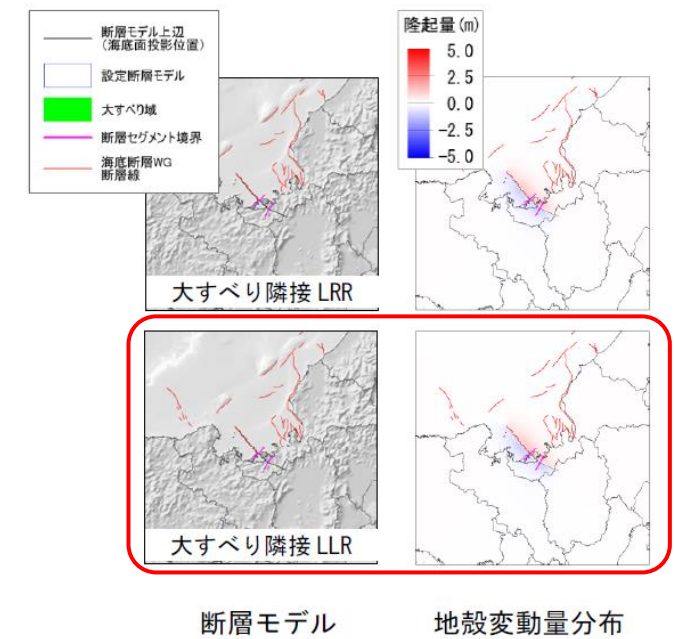 断層モデル上辺
(海底面投影位置)
設定断層モデル
大すべり域
断層セグメント境界
海底断層WG
断層線
隆起量(m)
5.0
2.5
0.0
-2.5
-5.0
大すべり隣接 LRR
大すべり隣接 LLR
断層モデル
地殻変動量分布